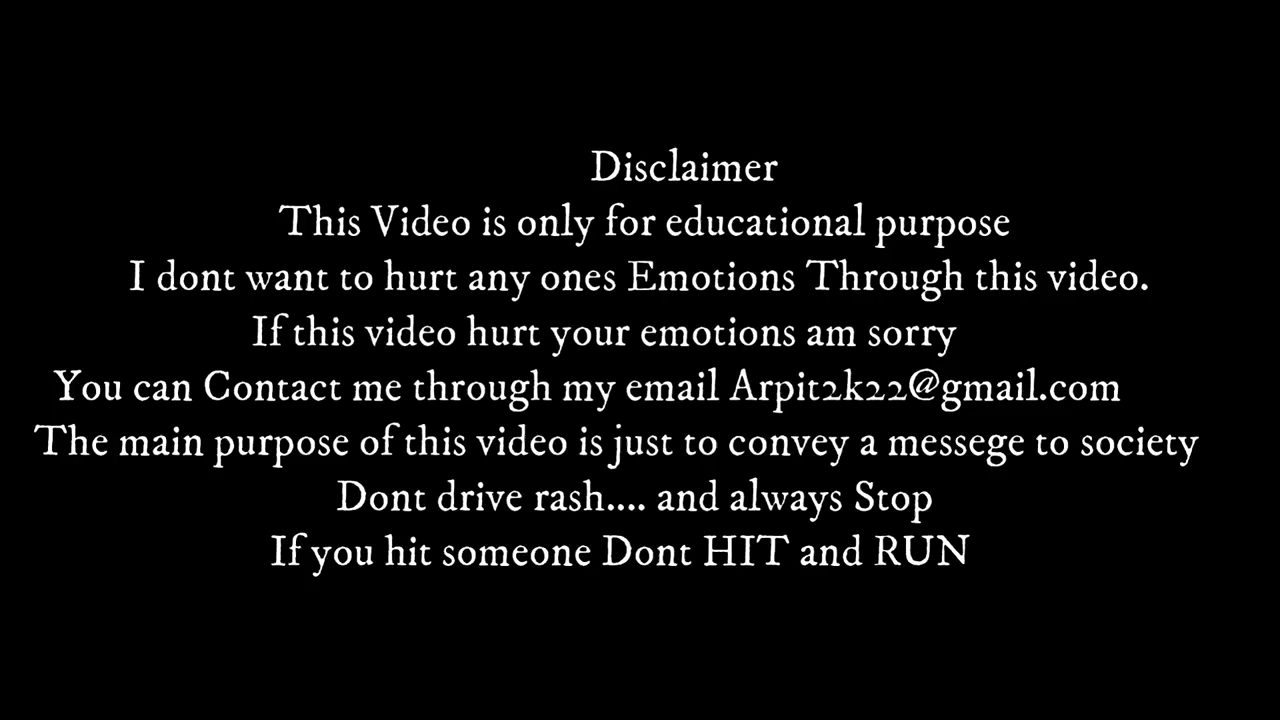 Disclaimer
This Video is only for educational purpose
I dont want to hurt any ones Emotions Through this video.
If this video hurt your emotions am sorry
You can Contact me through my email Arpit2k22@gmail.com
The main purpose of this video is just to convey a messege to society
Dont drive rash.... and always Stop
If you hit someone Dont HIT and RUN